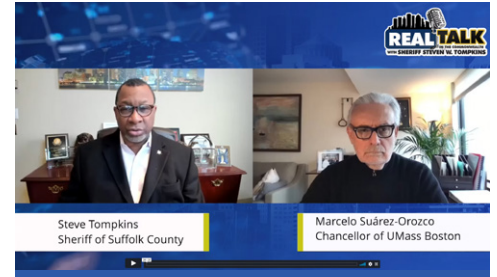 REAL TALK
WITH SHERIFF STEVEN W. TOMPKINS
Steve Tompkins
Sheriff of Suffolk County
Marcelo Suárez-Orozco
Chancellor of UMass Boston